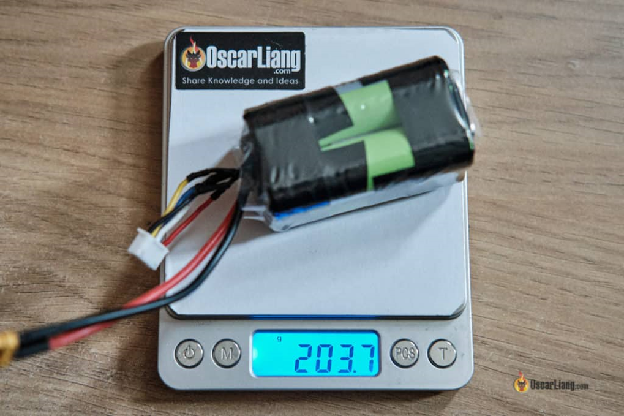 OscarLiang
.com
Share Knowledge and Ideas
g
203.7
M
PCS
T
OscarLiang.com